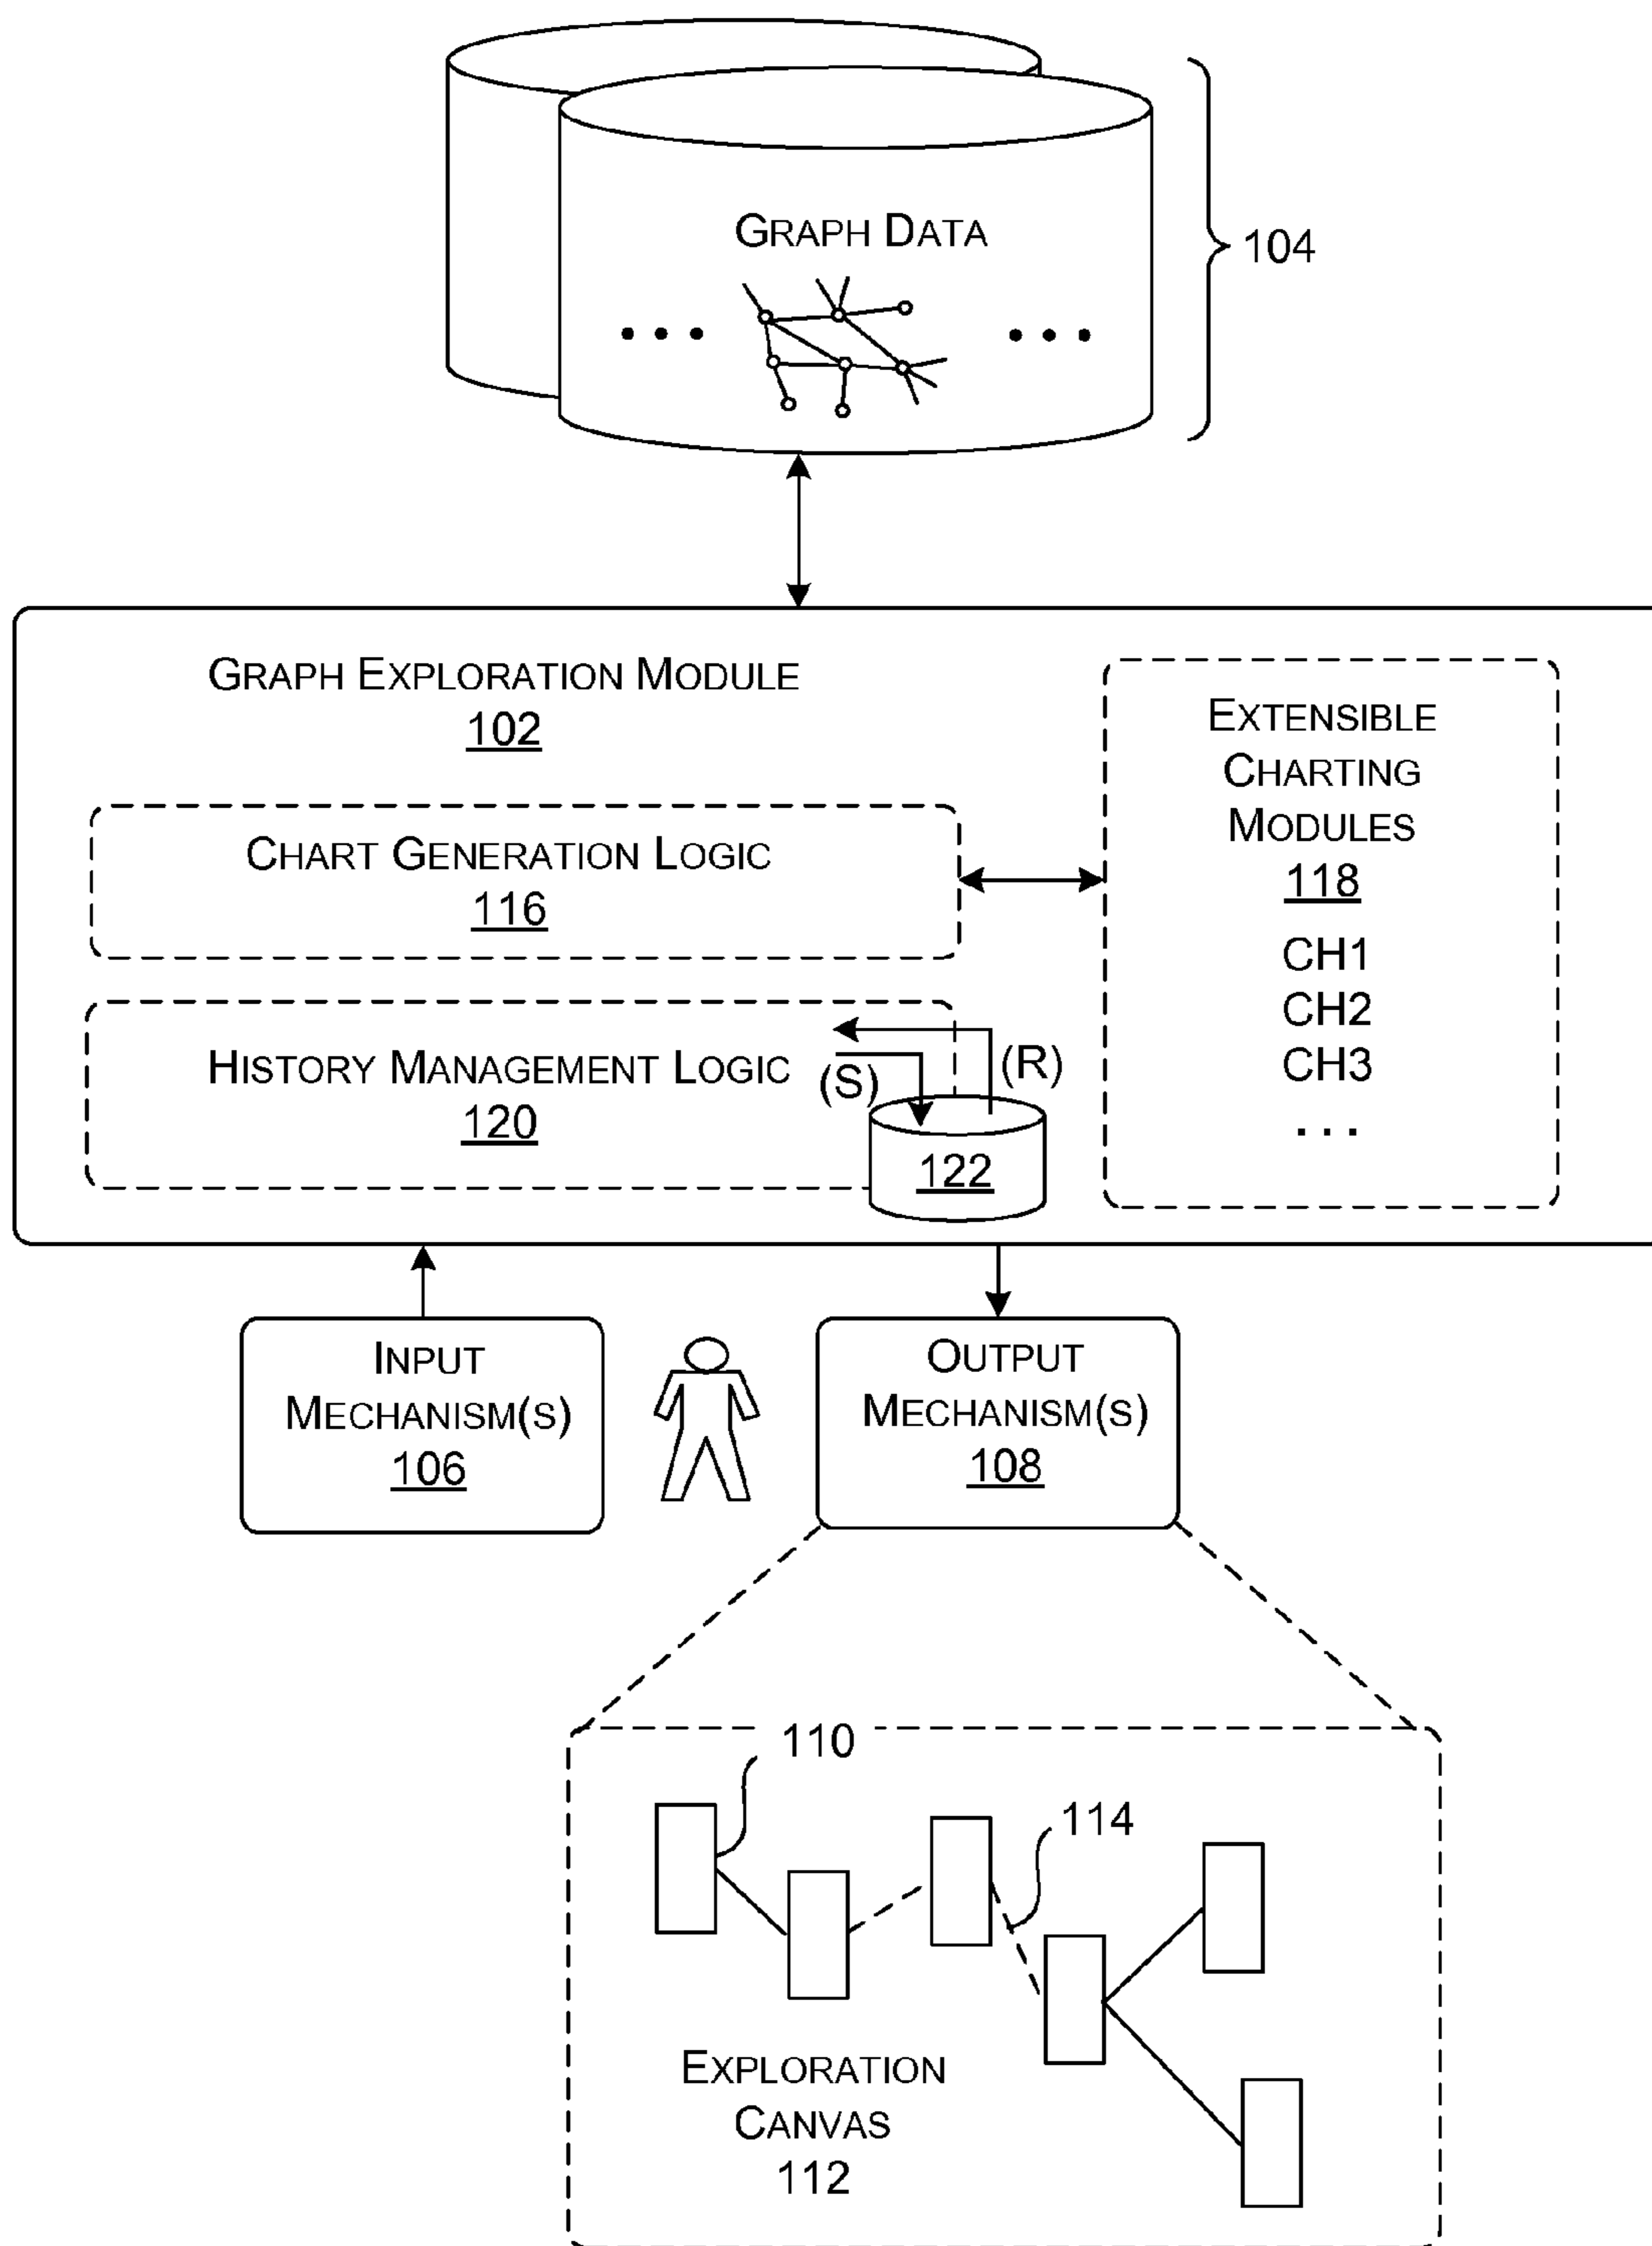 GRAPH DATA
104
GRAPH EXPLORATION MODULE
102
CHART GENERATION LOGIC
116
HISTORY MANAGEMENT LOGIC
120
(S)
(R)
122
EXTENSIBLE
CHARTING
MODULES
118
CH1
CH2
CH3
...
INPUT
MECHANISM(S)
106
OUTPUT
MECHANISM(S)
108
110
114
EXPLORATION
CANVAS
112